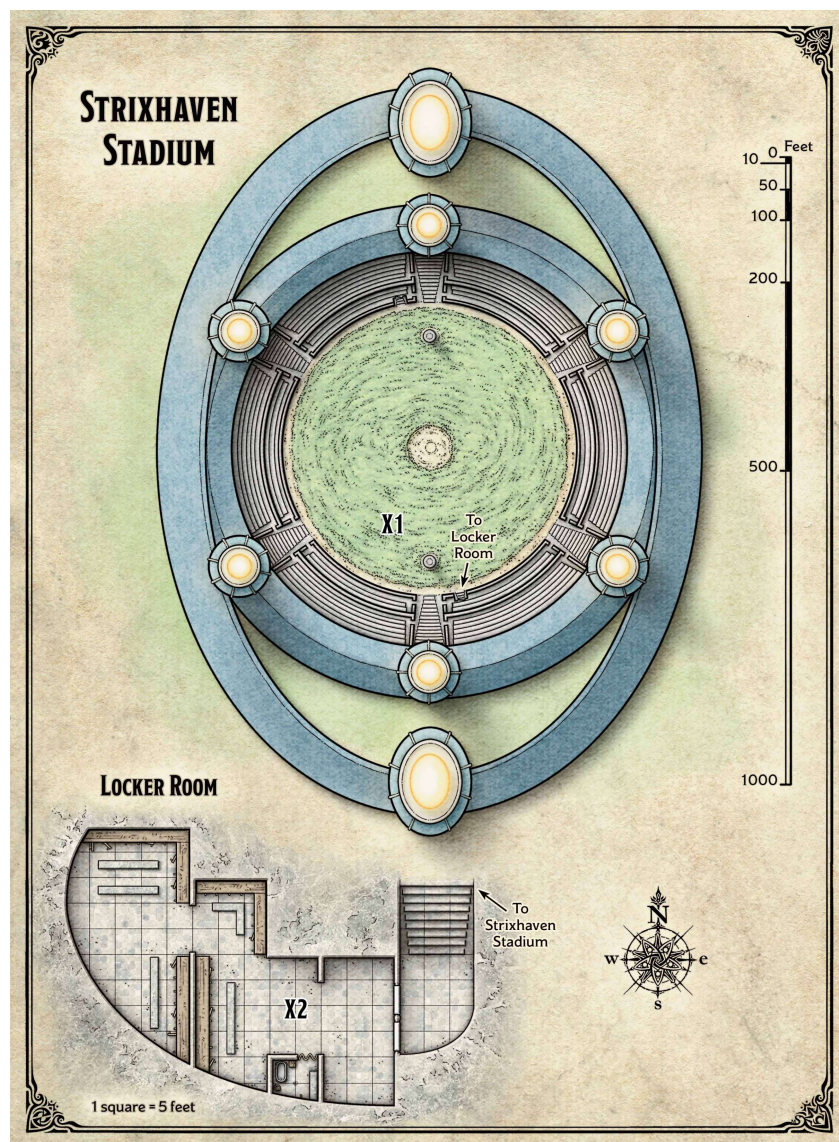 STRIXHAVEN
STADIUM
0 Feet
10
50
100
200
500
1000
X1
To
Locker
Room
LOCKER ROOM
To
Strixhaven
Stadium
X2
N
w
e
s
1 square = 5 feet